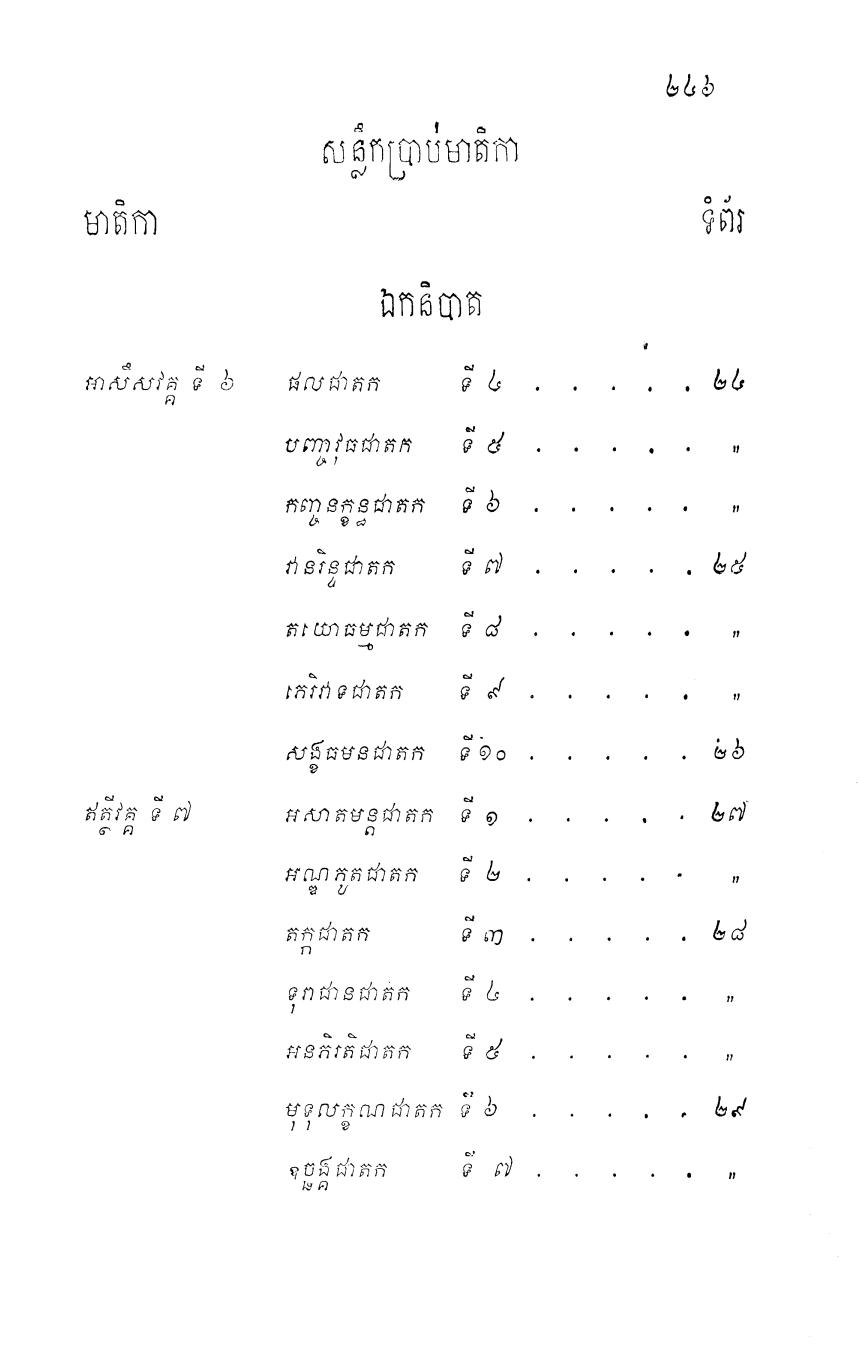 ២៤៦
សន្លឹកប្រាប់មាតិកា
មាតិកា ទំព័រ
ឯកនិបាត
អាសឹសវគ្គ ទី ៦ ផលជាតក ទី ៤ . . . . . ២៤
បញ្ចាវុធជាតក ទី ៥ . . . . . "
កញ្ចនក្ខន្ធជាតក ទី ៦ . . . . . "
វានរិន្ទជាតក ទី ៧ . . . . . ២៥
តយោធម្មជាតក ទី ៨ . . . . . "
ភេរិវាទជាតក ទី ៩ . . . . . "
សង្ខធមនជាតក ទី ១០ . . . . . ២៦
ឥត្ថីវគ្គ ទី ៧ អសាតមន្តជាតក ទី ១ . . . . . ២៧
អណ្ឌភូតជាតក ទី ២ . . . . . "
តក្កជាតក ទី ៣ . . . . . ២៨
ទុរាជានជាតក ទី ៤ . . . . . "
អនភិរតិជាតក ទី ៥ . . . . . "
មុទុលក្ខណជាតក ទី ៦ . . . . . ២៩
ឧច្ឆង្គជាតក ទី ៧ . . . . . "